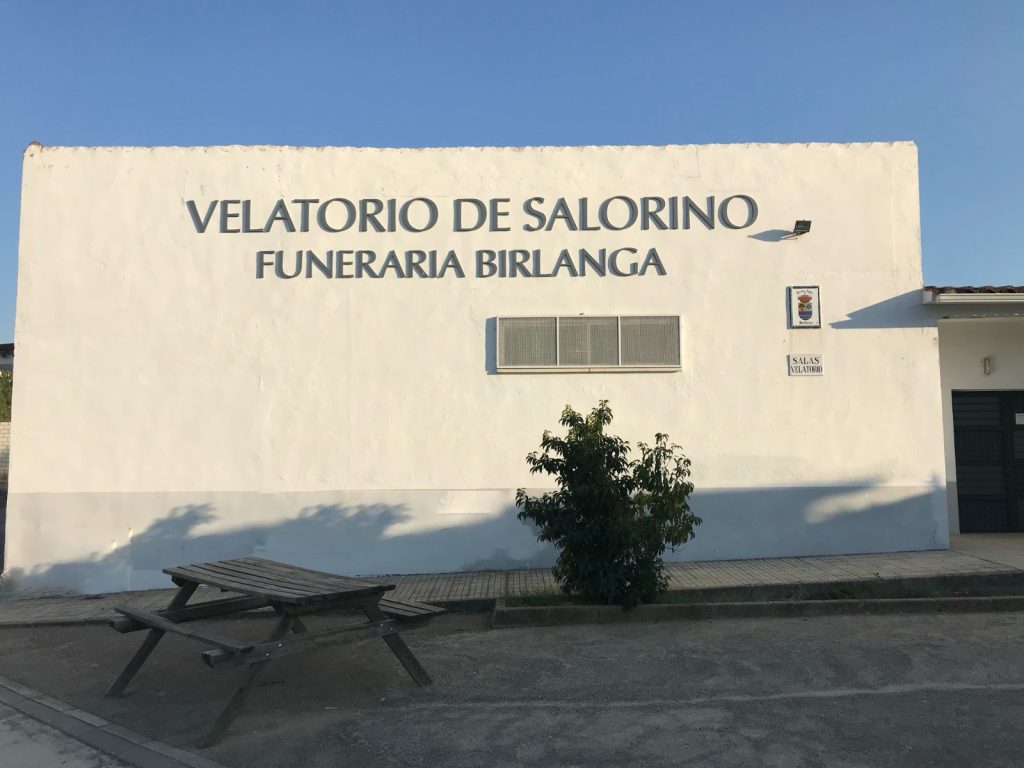 VELATORIO DE SALORINO
FUNERARIA BIRLANGA
SALAS
VELATORIO